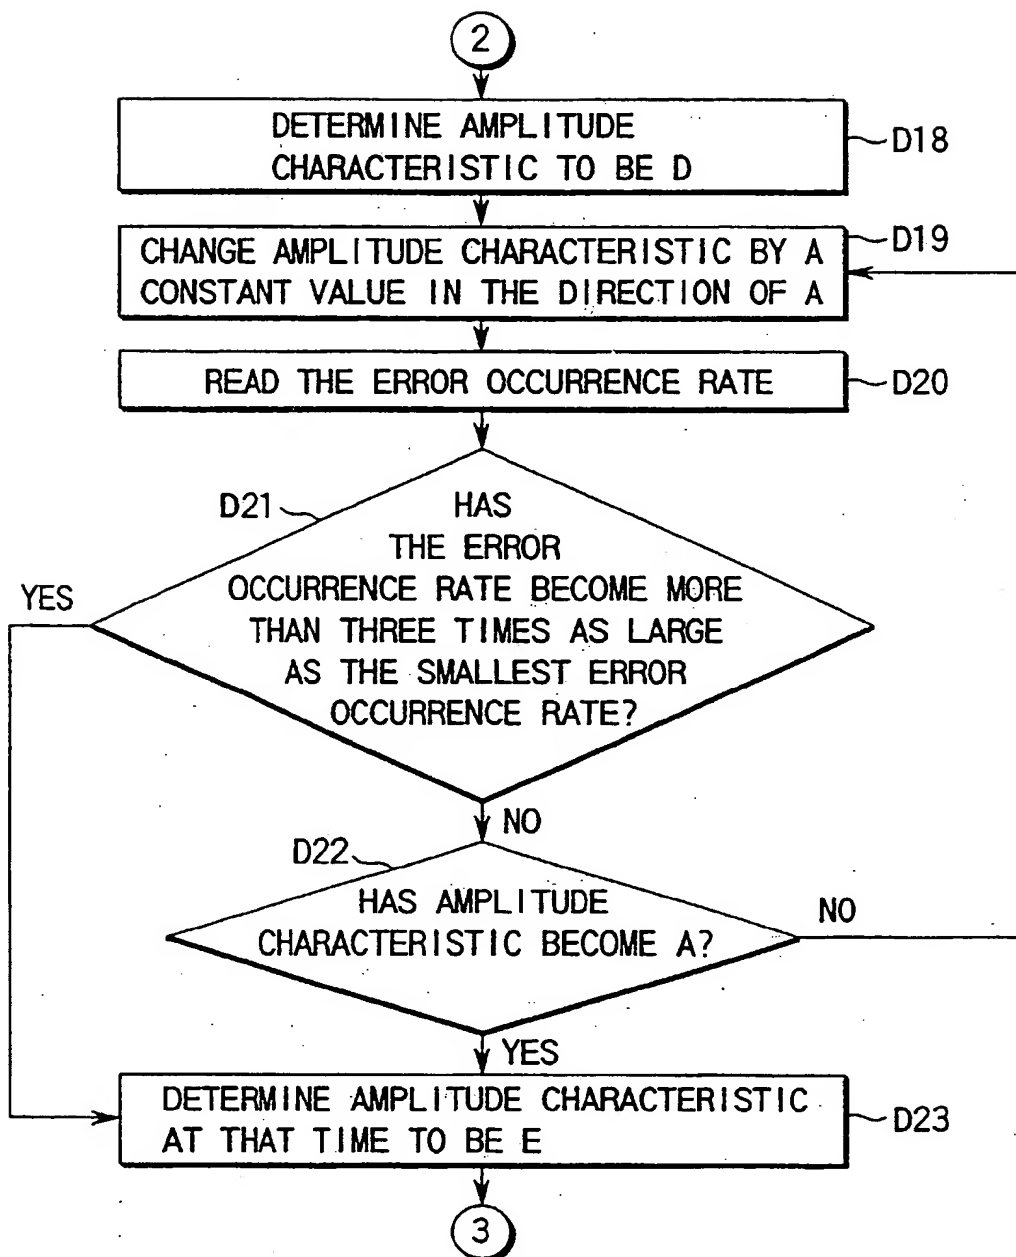 2
DETERMINE AMPLITUDE
CHARACTERISTIC TO BE D
D18
CHANGE AMPLITUDE CHARACTERISTIC BY A
CONSTANT VALUE IN THE DIRECTION OF A
D19
READ THE ERROR OCCURRENCE RATE
D20
D21
HAS
THE ERROR
OCCURRENCE RATE BECOME MORE
THAN THREE TIMES AS LARGE
AS THE SMALLEST ERROR
OCCURRENCE RATE?
YES
NO
D22
HAS AMPLITUDE
CHARACTERISTIC BECOME A?
NO
YES
DETERMINE AMPLITUDE CHARACTERISTIC
AT THAT TIME TO BE E
D23
3